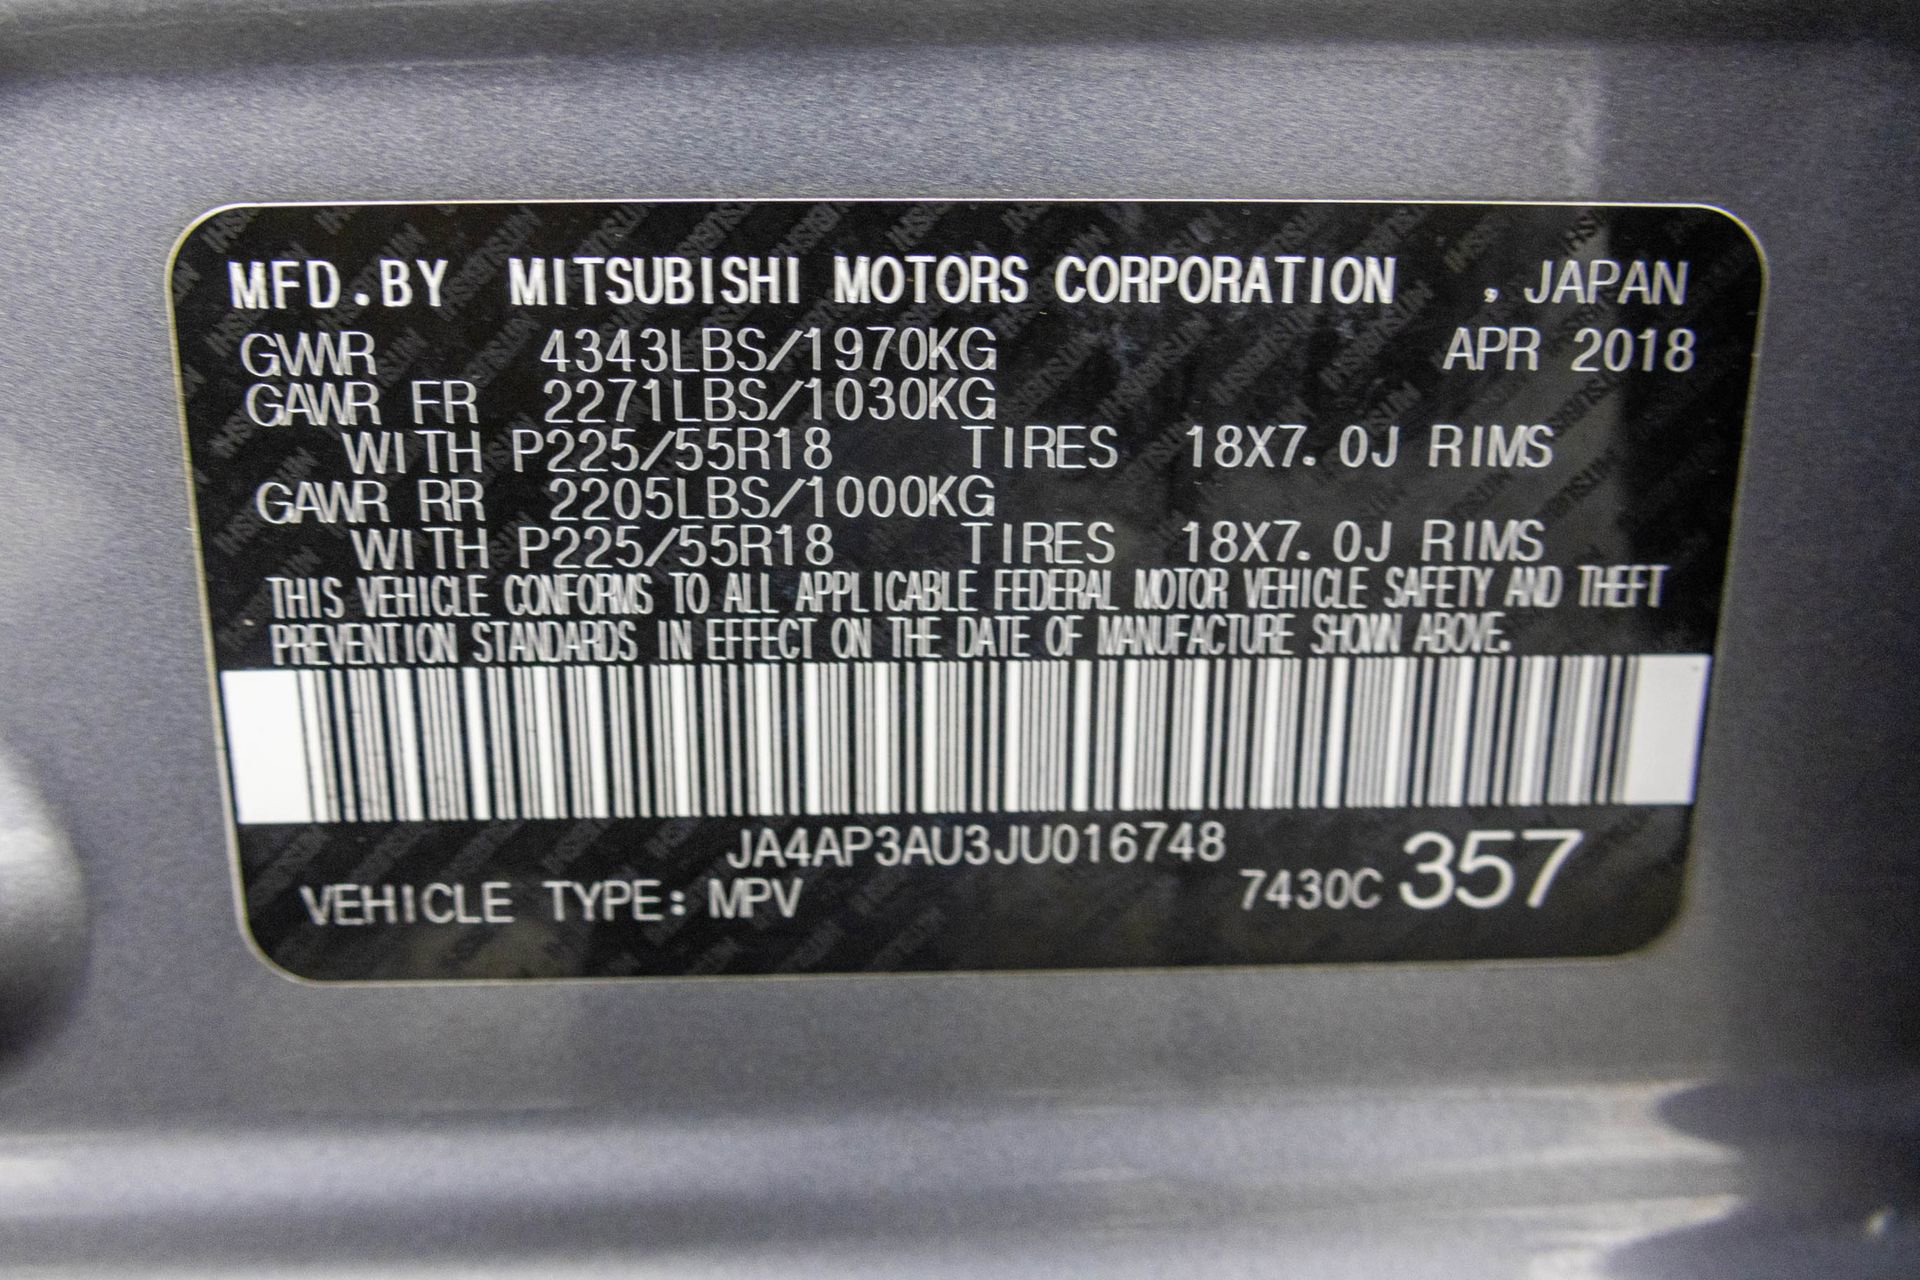 MFD.BY MITSUBISHI MOTORS CORPORATION , JAPAN
GVWR 4343LBS/1970KG APR 2018
GAWR FR 2271LBS/1030KG
WITH P225/55R18 TIRES 18X7.0J RIMS
GAWR RR 2205LBS/1000KG
WITH P225/55R18 TIRES 18X7.0J RIMS
THIS VEHICLE CONFORMS TO ALL APPLICABLE FEDERAL MOTOR VEHICLE SAFETY AND THEFT
PREVENTION STANDARDS IN EFFECT ON THE DATE OF MANUFACTURE SHOWN ABOVE.
JA4AP3AU3JU016748
VEHICLE TYPE: MPV 7430C 357